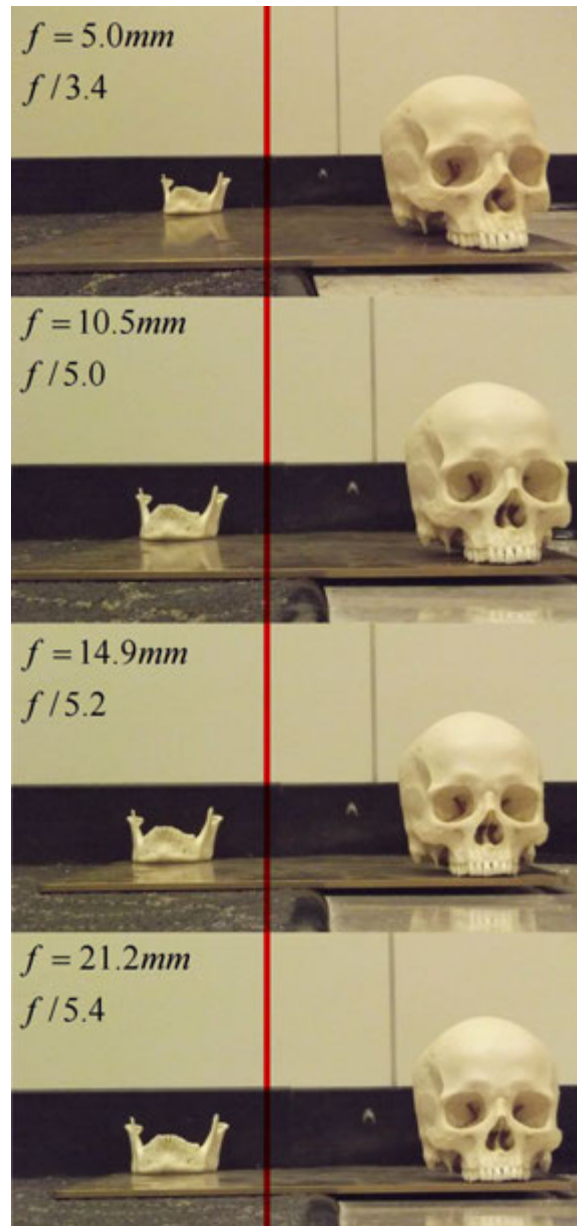 f = 5.0mm
f / 3.4
f = 10.5mm
f / 5.0
f = 14.9mm
f / 5.2
f = 21.2mm
f / 5.4